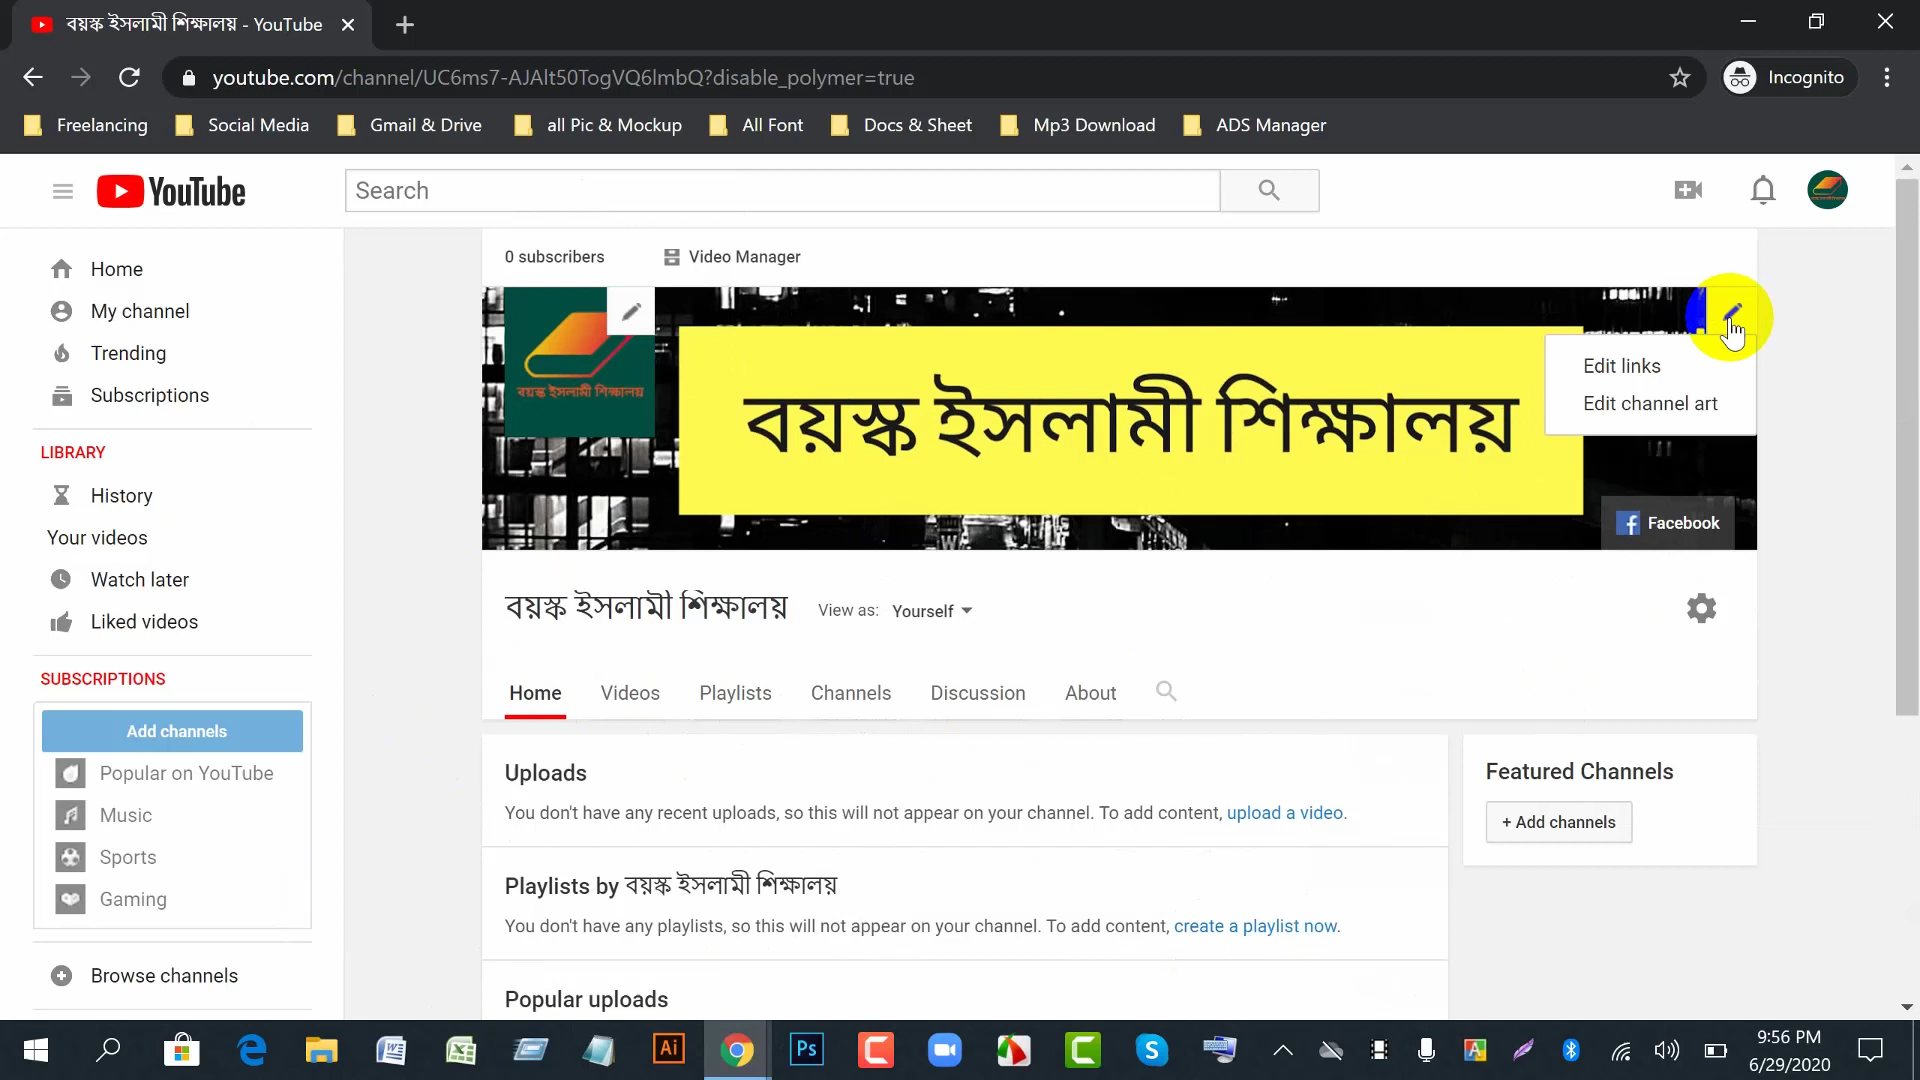 বয়স্ক ইসলামী শিক্ষালয় - YouTube
youtube.com/channel/UC6ms7-AJAlt50TogVQ6lmbQ?disable_polymer=true
Incognito
Freelancing
Social Media
Gmail & Drive
all Pic & Mockup
All Font
Docs & Sheet
Mp3 Download
ADS Manager
YouTube
Search
0 subscribers
Video Manager
Home
My channel
Trending
Subscriptions
LIBRARY
History
Your videos
Watch later
Liked videos
SUBSCRIPTIONS
Add channels
Popular on YouTube
Music
Sports
Gaming
Browse channels
বয়স্ক ইসলামী শিক্ষালয়
বয়স্ক ইসলামী শিক্ষালয়
Edit links
Edit channel art
Facebook
বয়স্ক ইসলামী শিক্ষালয়
View as: Yourself
Home
Videos
Playlists
Channels
Discussion
About
Uploads
You don't have any recent uploads, so this will not appear on your channel. To add content, upload a video.
Playlists by বয়স্ক ইসলামী শিক্ষালয়
You don't have any playlists, so this will not appear on your channel. To add content, create a playlist now.
Popular uploads
Featured Channels
+ Add channels
Ai
Ps
9:56 PM
6/29/2020